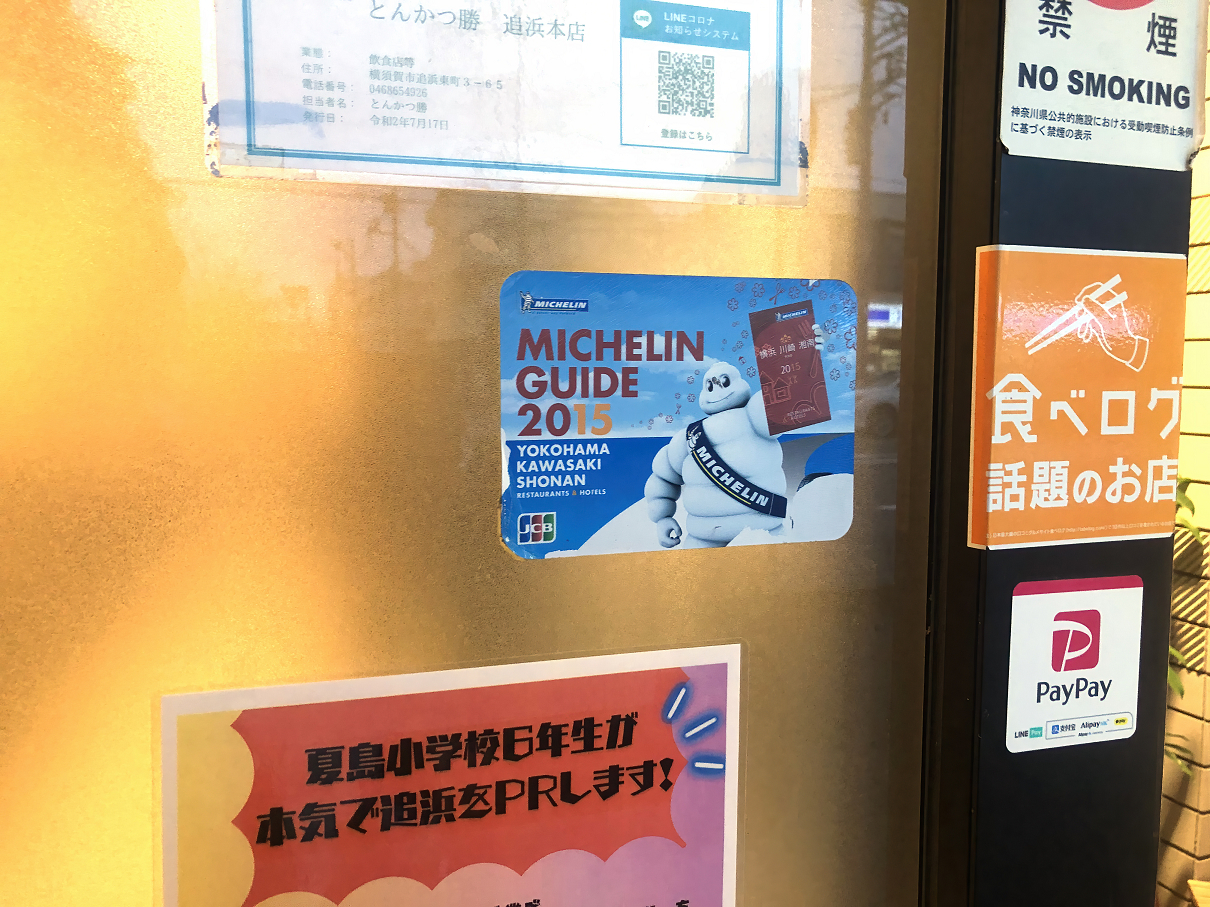 とんかつ勝 追浜本店
業態： 飲食店等
住所： 横須賀市追浜東町3-65
電話番号： 0468654926
担当者名： とんかつ勝
発行日： 令和2年7月17日
LINEコロナ
お知らせシステム
登録はこちら
禁煙
NO SMOKING
神奈川県公共的施設における受動喫煙防止条例
に基づく禁煙の表示
MICHELIN
MICHELIN
GUIDE
2015
YOKOHAMA
KAWASAKI
SHONAN
RESTAURANTS & HOTELS
JCB
MICHELIN
横浜 川崎 湘南
2015
MICHELIN
食べログ
話題のお店
PayPay
LINE Pay
支付宝
Alipay
夏島小学校6年生が
本気で追浜をPRします!